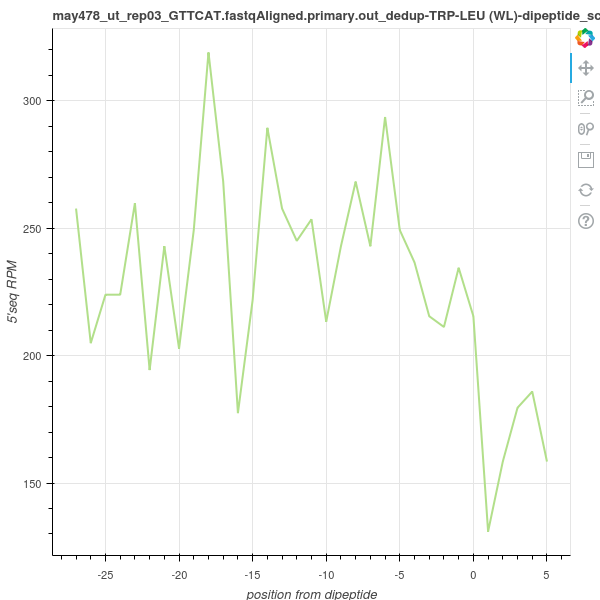 may478_ut_rep03_GTTCAT.fastqAligned.primary.out_dedup-TRP-LEU (WL)-dipeptide_sc
300
250
200
150
5'seq RPM
-25 -20 -15 -10 -5 0 5
position from dipeptide